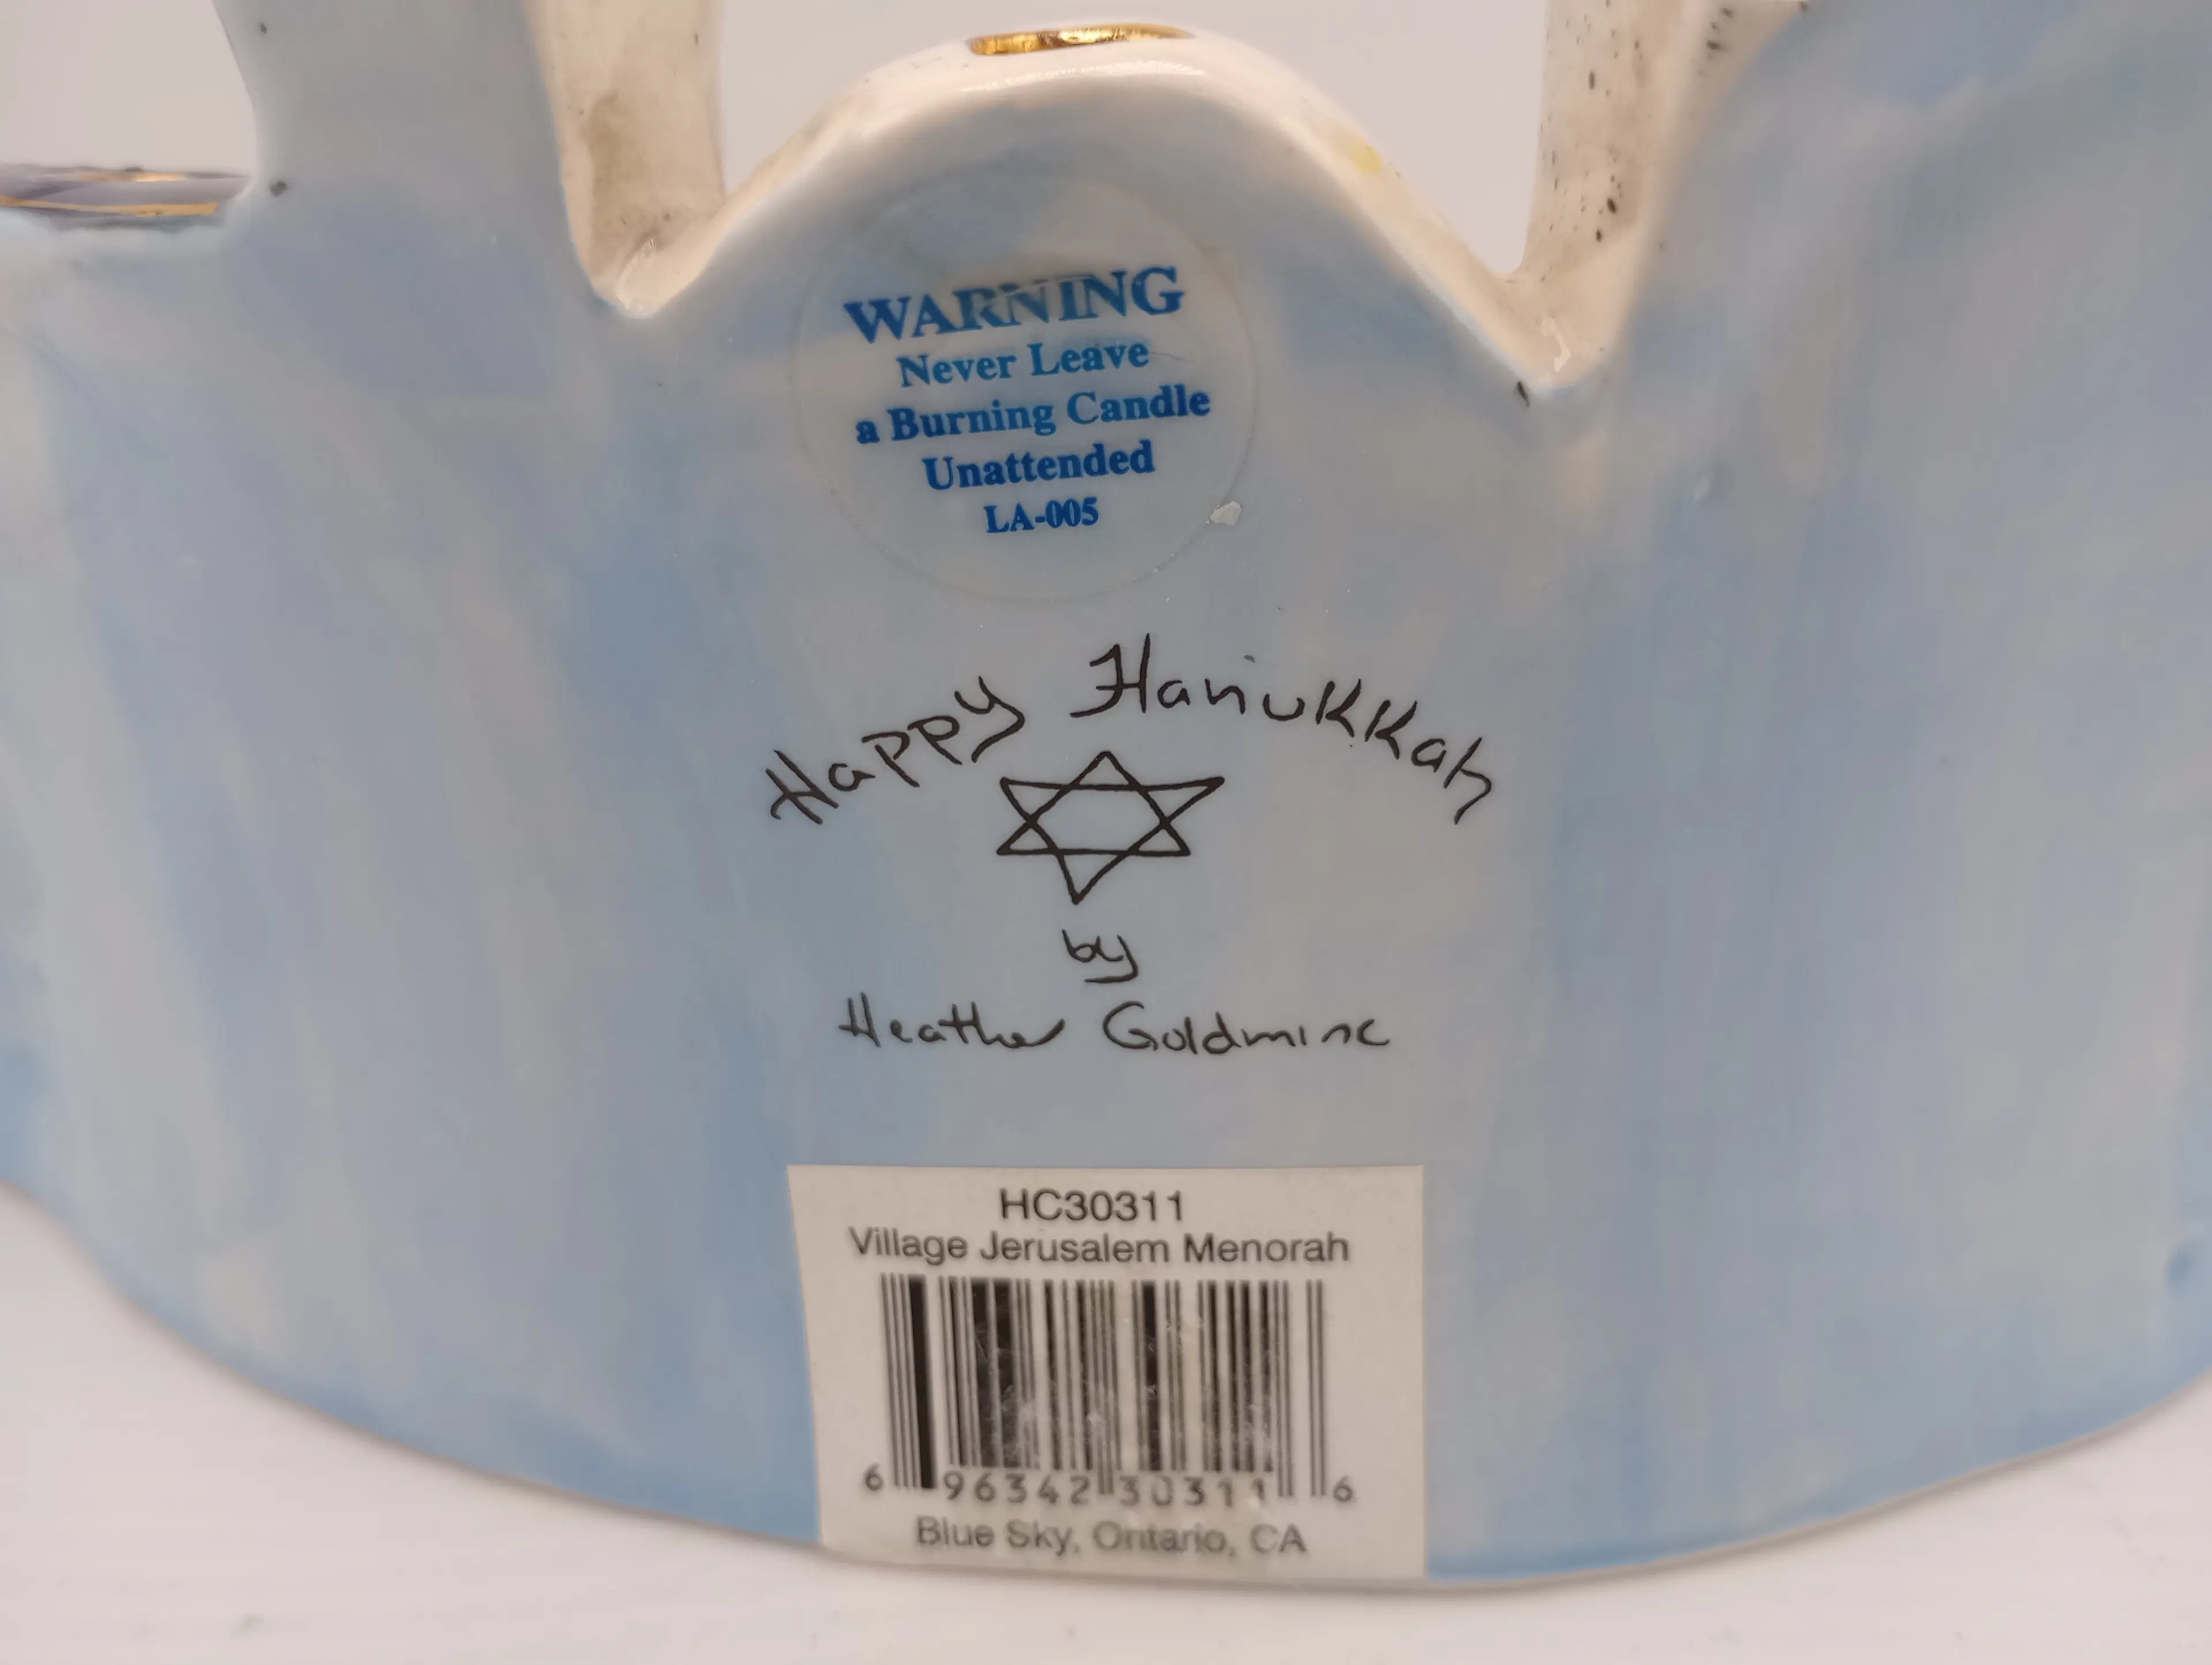 WARNING
Never Leave
a Burning Candle
Unattended
LA-005
Happy Hanukkah
by
Heather Goldminc
HC30311
Village Jerusalem Menorah
6 96342 30311 6
Blue Sky, Ontario, CA